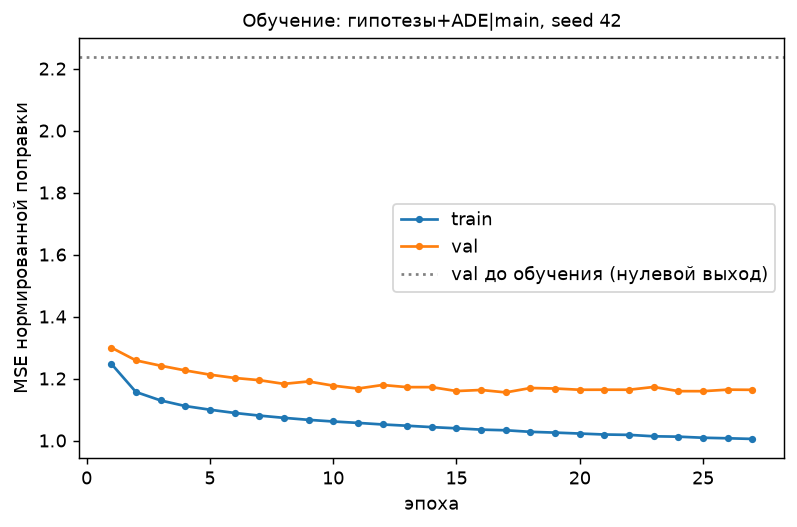 Обучение: гипотезы+ADE|main, seed 42
MSE нормированной поправки
2.2
2.0
1.8
1.6
1.4
1.2
1.0
train
val
val до обучения (нулевой выход)
0 5 10 15 20 25
эпоха